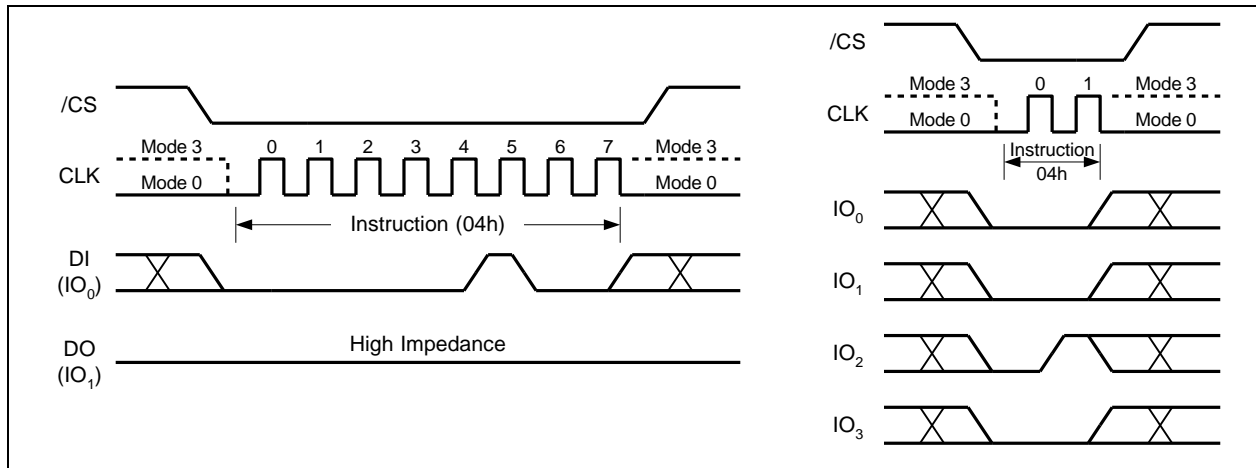 /CS
CLK
Mode 3
Mode 0
0 1 2 3 4 5 6 7
Mode 3
Mode 0
Instruction (04h)
DI
(IO₀)
DO
(IO₁)
High Impedance
/CS
CLK
Mode 3
Mode 0
0 1
Mode 3
Mode 0
Instruction
04h
IO₀
IO₁
IO₂
IO₃